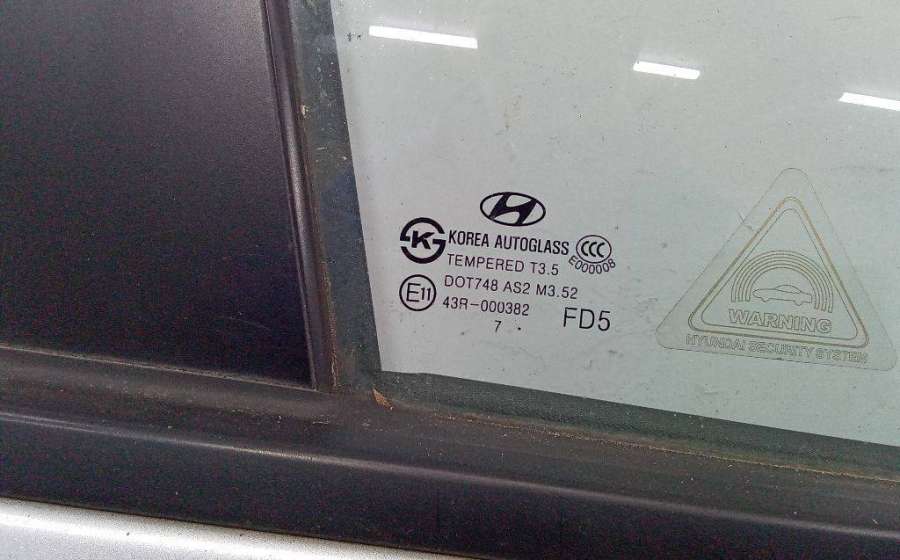 KOREA AUTOGLASS
CCC
E000008
TEMPERED T3.5
DOT748 AS2 M3.52
E11
43R-000382
7 .
FD5
WARNING
HYUNDAI SECURITY SYSTEM